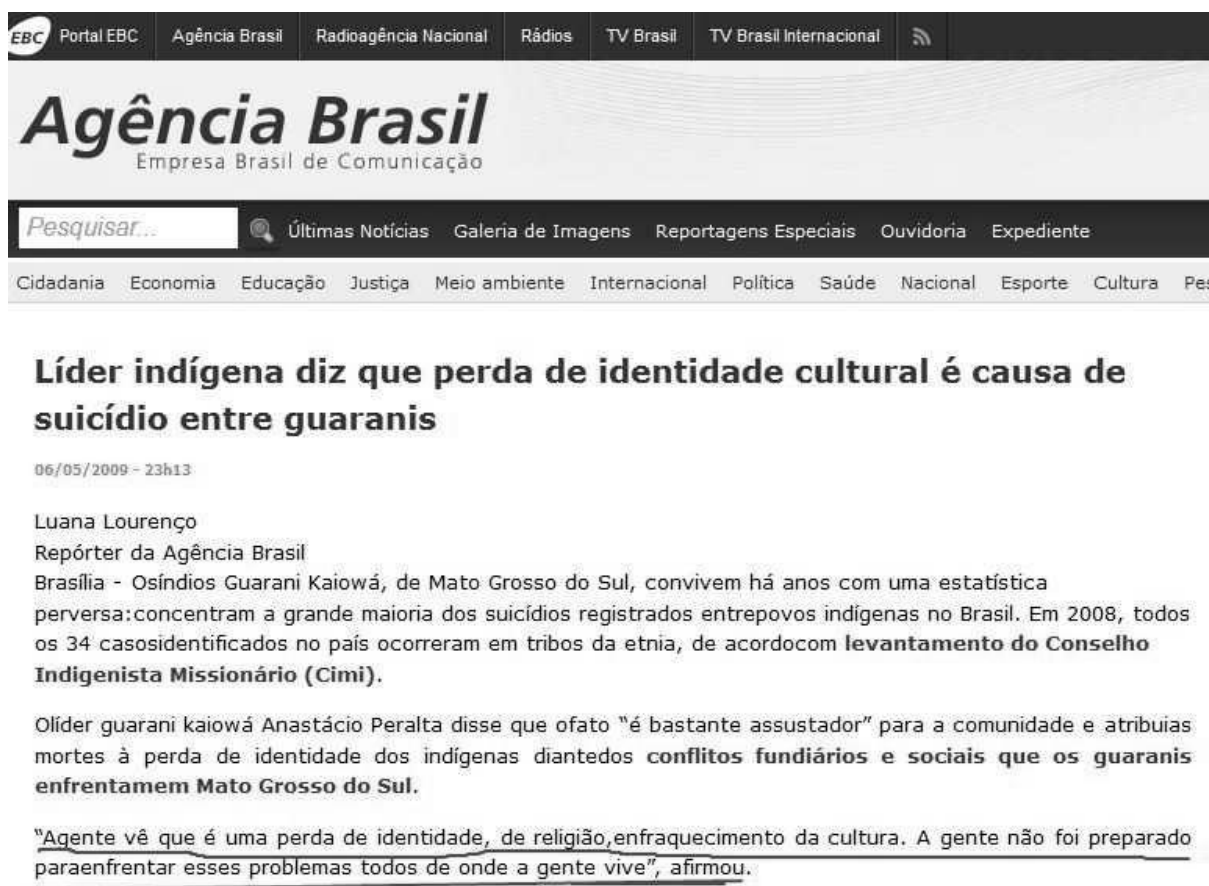 EBC Portal EBC Agência Brasil Radioagência Nacional Rádios TV Brasil TV Brasil Internacional
Agência Brasil
Empresa Brasil de Comunicação
Pesquisar... Últimas Notícias Galeria de Imagens Reportagens Especiais Ouvidoria Expediente
Cidadania Economia Educação Justiça Meio ambiente Internacional Política Saúde Nacional Esporte Cultura
Líder indígena diz que perda de identidade cultural é causa de
suicídio entre guaranis
06/05/2009 - 23h13
Luana Lourenço
Repórter da Agência Brasil
Brasília - Osíndios Guarani Kaiowá, de Mato Grosso do Sul, convivem há anos com uma estatística
perversa:concentram a grande maioria dos suicídios registrados entrepovos indígenas no Brasil. Em 2008, todos
os 34 casosidentificados no país ocorreram em tribos da etnia, de acordocom levantamento do Conselho
Indigenista Missionário (Cimi).
Olíder guarani kaiowá Anastácio Peralta disse que ofato “é bastante assustador” para a comunidade e atribuias
mortes à perda de identidade dos indígenas diantedos conflitos fundiários e sociais que os guaranis
enfrentamem Mato Grosso do Sul.
“Agente vê que é uma perda de identidade, de religião,enfraquecimento da cultura. A gente não foi preparado
paraenfrentar esses problemas todos de onde a gente vive”, afirmou.